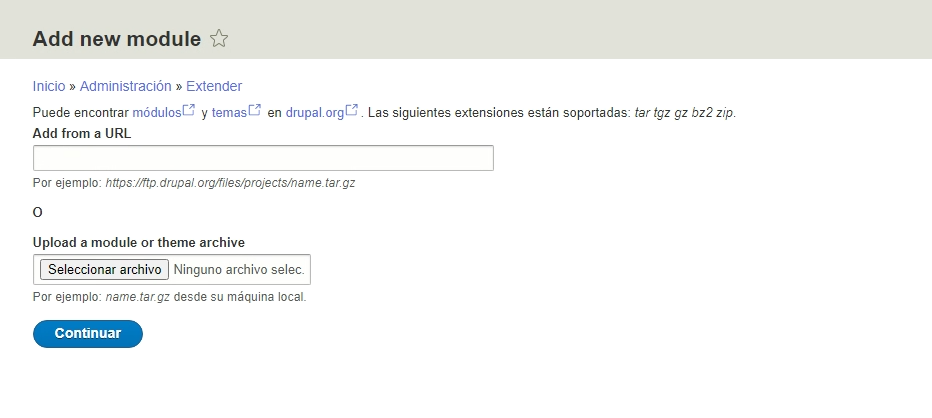 Add new module
Inicio » Administración » Extender
Puede encontrar módulos y temas en drupal.org. Las siguientes extensiones están soportadas: tar tgz gz bz2 zip.
Add from a URL
Por ejemplo: https://ftp.drupal.org/files/projects/name.tar.gz
O
Upload a module or theme archive
Seleccionar archivo Ninguno archivo selec.
Por ejemplo: name.tar.gz desde su máquina local.
Continuar